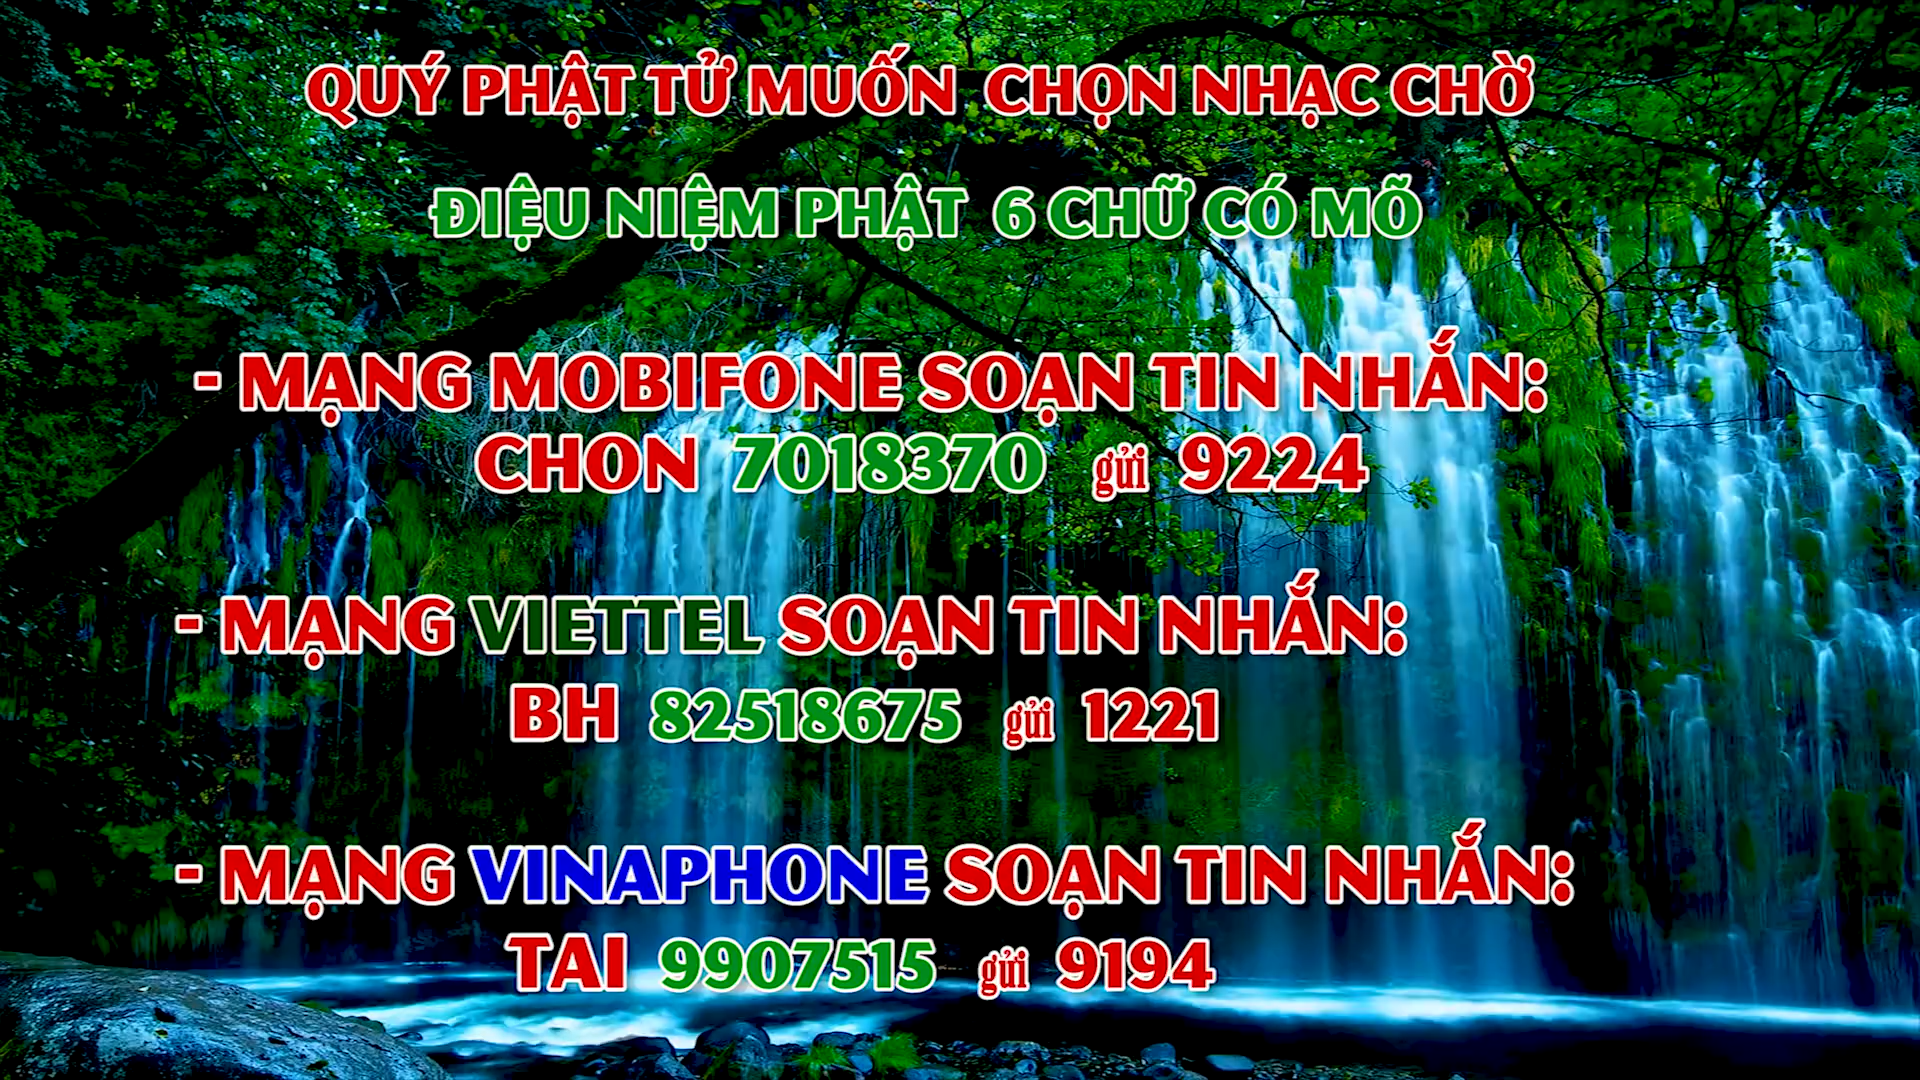 QUÝ PHẬT TỬ MUỐN CHỌN NHẠC CHỜ
ĐIỆU NIỆM PHẬT 6 CHỮ CÓ MÕ
- MẠNG MOBIFONE SOẠN TIN NHẮN:
CHON 7018370 gửi 9224
- MẠNG VIETTEL SOẠN TIN NHẮN:
BH 82518675 gửi 1221
- MẠNG VINAPHONE SOẠN TIN NHẮN:
TAI 9907515 gửi 9194